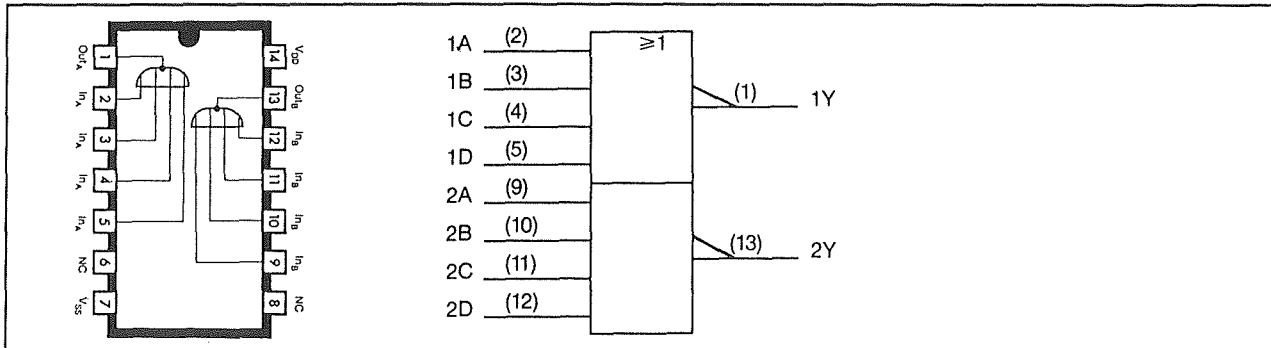 Out_A 1
In_A 2
In_A 3
In_A 4
In_A 5
NC 6
V_SS 7
14 V_DD
13 Out_B
12 In_B
11 In_B
10 In_B
9 In_B
8 NC
≥1
1A (2)
1B (3)
1C (4)
1D (5)
2A (9)
2B (10)
2C (11)
2D (12)
(1) 1Y
(13) 2Y